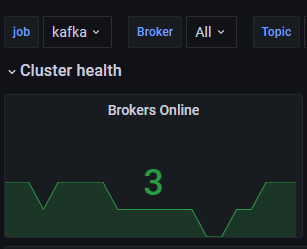 job kafka Broker All Topic
Cluster health
Brokers Online
3